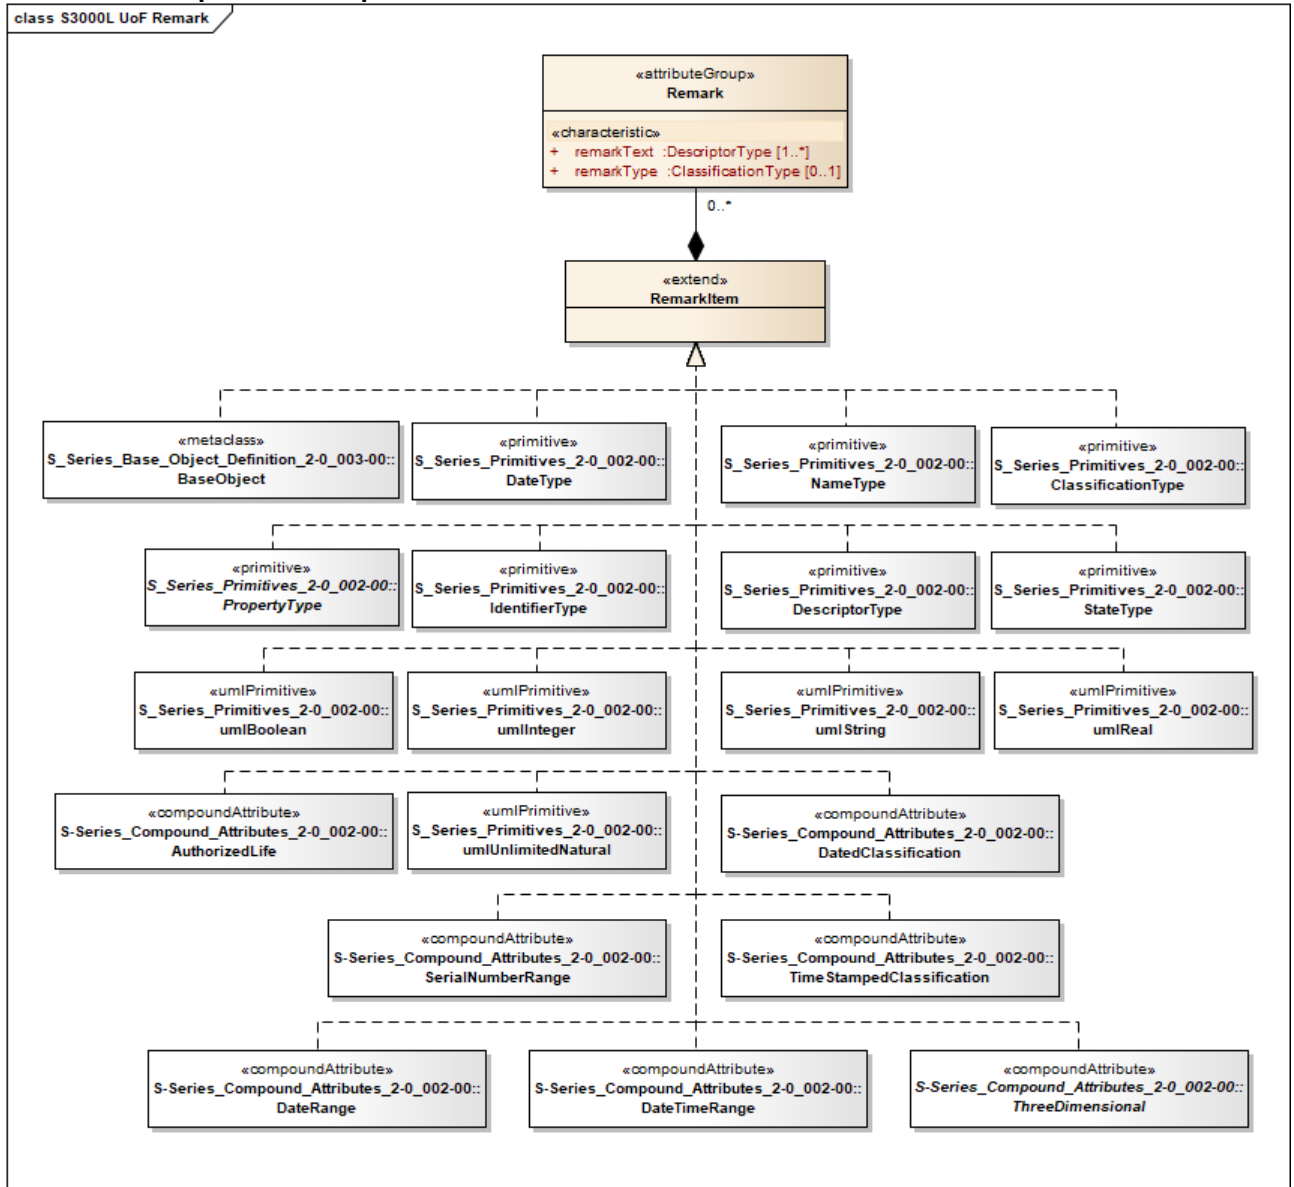 class S3000L UoF Remark
«attributeGroup»
Remark
«characteristic»
+ remarkText :DescriptorType [1..*]
+ remarkType :ClassificationType [0..1]
0..*
«extend»
RemarkItem
«metaclass»
S_Series_Base_Object_Definition_2-0_003-00::
BaseObject
«primitive»
S_Series_Primitives_2-0_002-00::
DateType
«primitive»
S_Series_Primitives_2-0_002-00::
NameType
«primitive»
S_Series_Primitives_2-0_002-00::
ClassificationType
«primitive»
S_Series_Primitives_2-0_002-00::
PropertyType
«primitive»
S_Series_Primitives_2-0_002-00::
IdentifierType
«primitive»
S_Series_Primitives_2-0_002-00::
DescriptorType
«primitive»
S_Series_Primitives_2-0_002-00::
StateType
«umlPrimitive»
S_Series_Primitives_2-0_002-00::
umlBoolean
«umlPrimitive»
S_Series_Primitives_2-0_002-00::
umlInteger
«umlPrimitive»
S_Series_Primitives_2-0_002-00::
umlString
«umlPrimitive»
S_Series_Primitives_2-0_002-00::
umlReal
«compoundAttribute»
S-Series_Compound_Attributes_2-0_002-00::
AuthorizedLife
«umlPrimitive»
S_Series_Primitives_2-0_002-00::
umlUnlimitedNatural
«compoundAttribute»
S-Series_Compound_Attributes_2-0_002-00::
DatedClassification
«compoundAttribute»
S-Series_Compound_Attributes_2-0_002-00::
SerialNumberRange
«compoundAttribute»
S-Series_Compound_Attributes_2-0_002-00::
TimeStampedClassification
«compoundAttribute»
S-Series_Compound_Attributes_2-0_002-00::
DateRange
«compoundAttribute»
S-Series_Compound_Attributes_2-0_002-00::
DateTimeRange
«compoundAttribute»
S-Series_Compound_Attributes_2-0_002-00::
ThreeDimensional